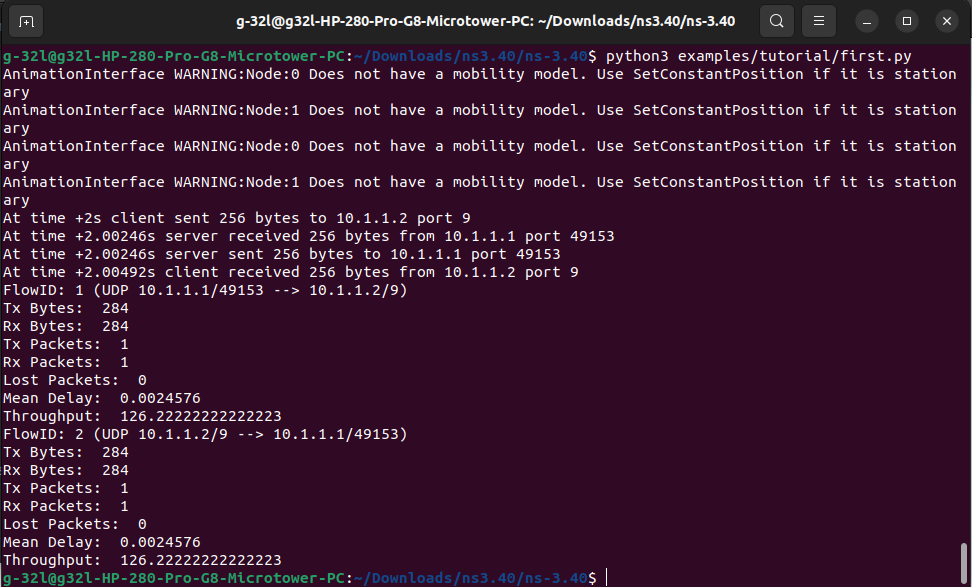 g-32l@g32l-HP-280-Pro-G8-Microtower-PC: ~/Downloads/ns3.40/ns-3.40
g-32l@g32l-HP-280-Pro-G8-Microtower-PC:~/Downloads/ns3.40/ns-3.40$ python3 examples/tutorial/first.py
AnimationInterface WARNING:Node:0 Does not have a mobility model. Use SetConstantPosition if it is station
ary
AnimationInterface WARNING:Node:1 Does not have a mobility model. Use SetConstantPosition if it is station
ary
AnimationInterface WARNING:Node:0 Does not have a mobility model. Use SetConstantPosition if it is station
ary
AnimationInterface WARNING:Node:1 Does not have a mobility model. Use SetConstantPosition if it is station
ary
At time +2s client sent 256 bytes to 10.1.1.2 port 9
At time +2.00246s server received 256 bytes from 10.1.1.1 port 49153
At time +2.00246s server sent 256 bytes to 10.1.1.1 port 49153
At time +2.00492s client received 256 bytes from 10.1.1.2 port 9
FlowID: 1 (UDP 10.1.1.1/49153 --> 10.1.1.2/9)
Tx Bytes:  284
Rx Bytes:  284
Tx Packets:  1
Rx Packets:  1
Lost Packets:  0
Mean Delay:  0.0024576
Throughput:  126.22222222222223
FlowID: 2 (UDP 10.1.1.2/9 --> 10.1.1.1/49153)
Tx Bytes:  284
Rx Bytes:  284
Tx Packets:  1
Rx Packets:  1
Lost Packets:  0
Mean Delay:  0.0024576
Throughput:  126.22222222222223
g-32l@g32l-HP-280-Pro-G8-Microtower-PC:~/Downloads/ns3.40/ns-3.40$